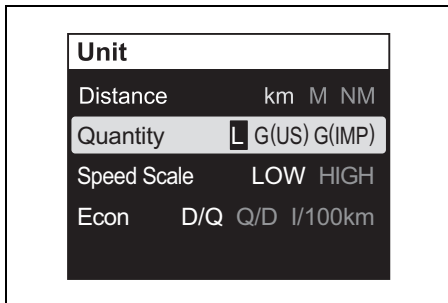 Unit
Distance km M NM
Quantity L G(US) G(IMP)
Speed Scale LOW HIGH
Econ D/Q Q/D l/100km